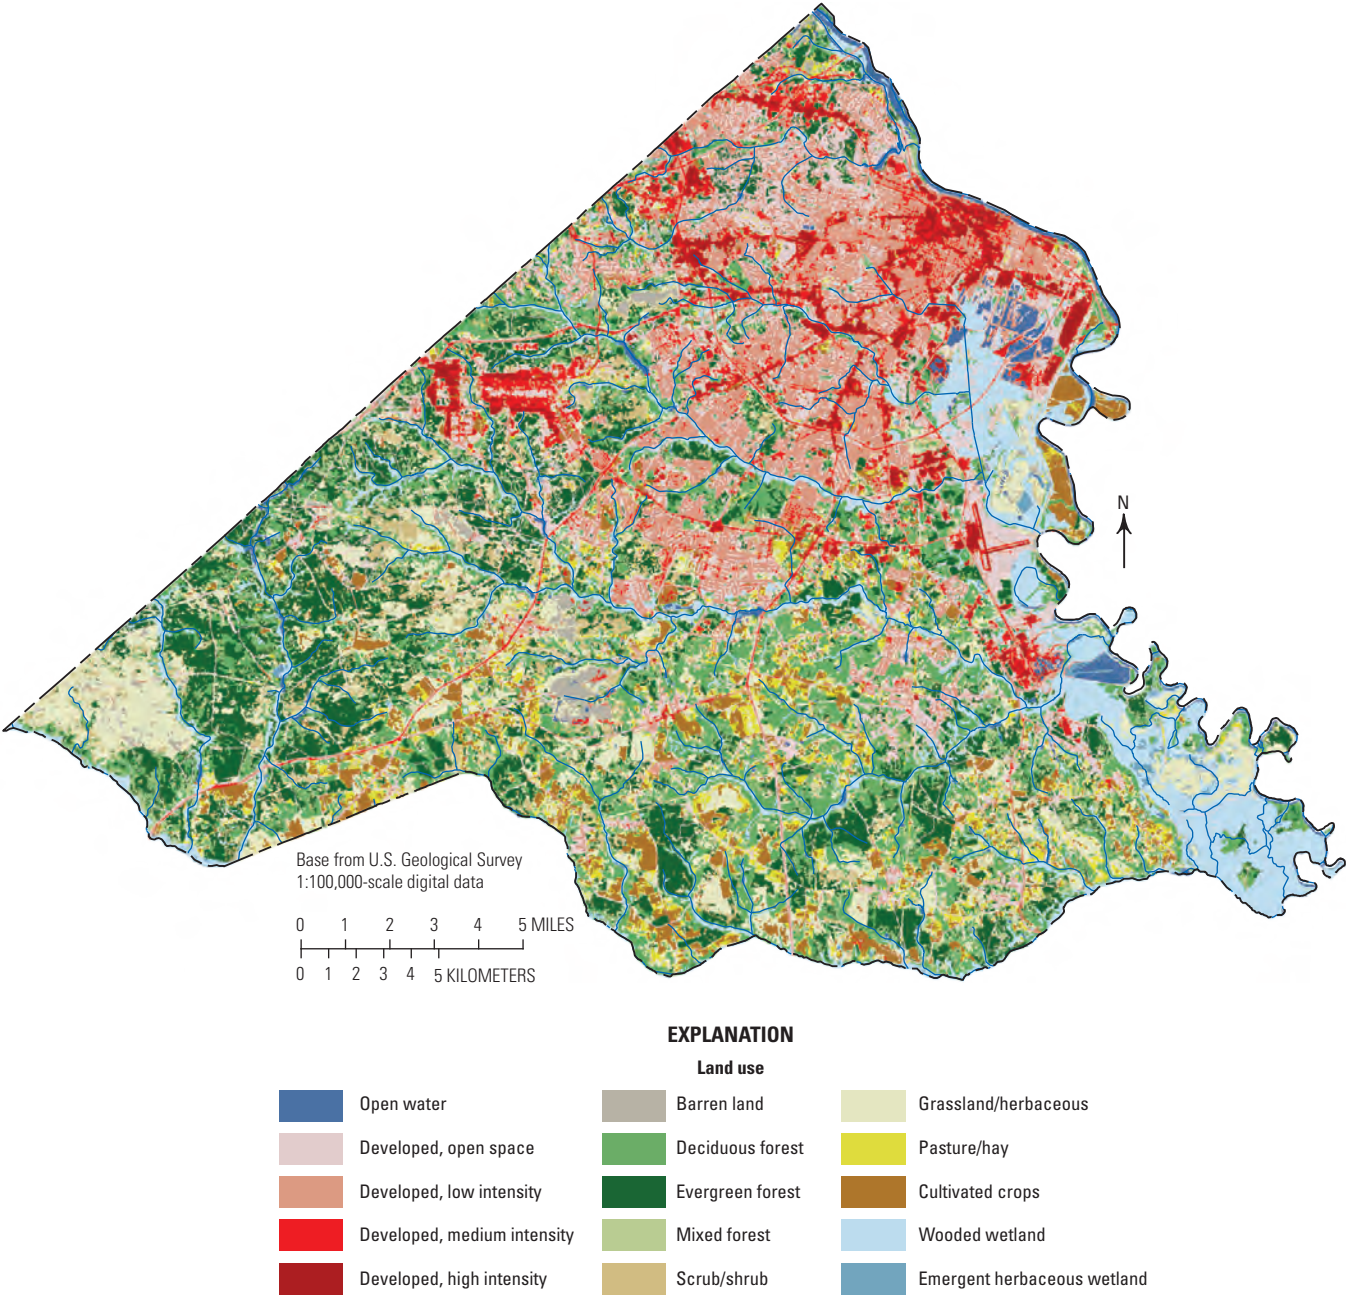 N
Base from U.S. Geological Survey
1:100,000-scale digital data
0 1 2 3 4 5 MILES
0 1 2 3 4 5 KILOMETERS
EXPLANATION
Land use
Open water
Developed, open space
Developed, low intensity
Developed, medium intensity
Developed, high intensity
Barren land
Deciduous forest
Evergreen forest
Mixed forest
Scrub/shrub
Grassland/herbaceous
Pasture/hay
Cultivated crops
Wooded wetland
Emergent herbaceous wetland